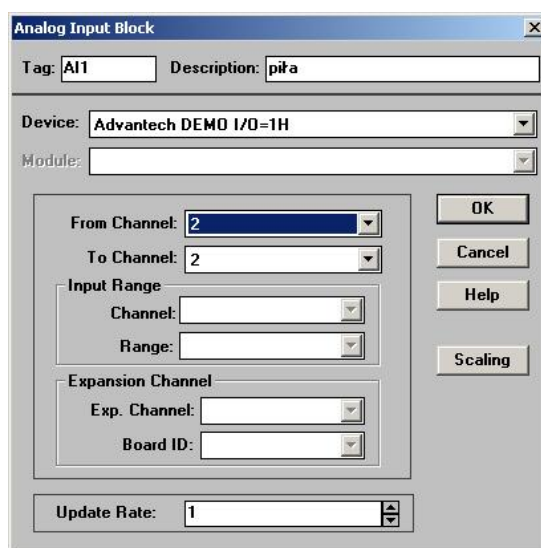 Analog Input Block
Tag: AI1 Description: piła
Device: Advantech DEMO I/O=1H
Module:
From Channel: 2
To Channel: 2
Input Range
Channel:
Range:
Expansion Channel
Exp. Channel:
Board ID:
OK
Cancel
Help
Scaling
Update Rate: 1